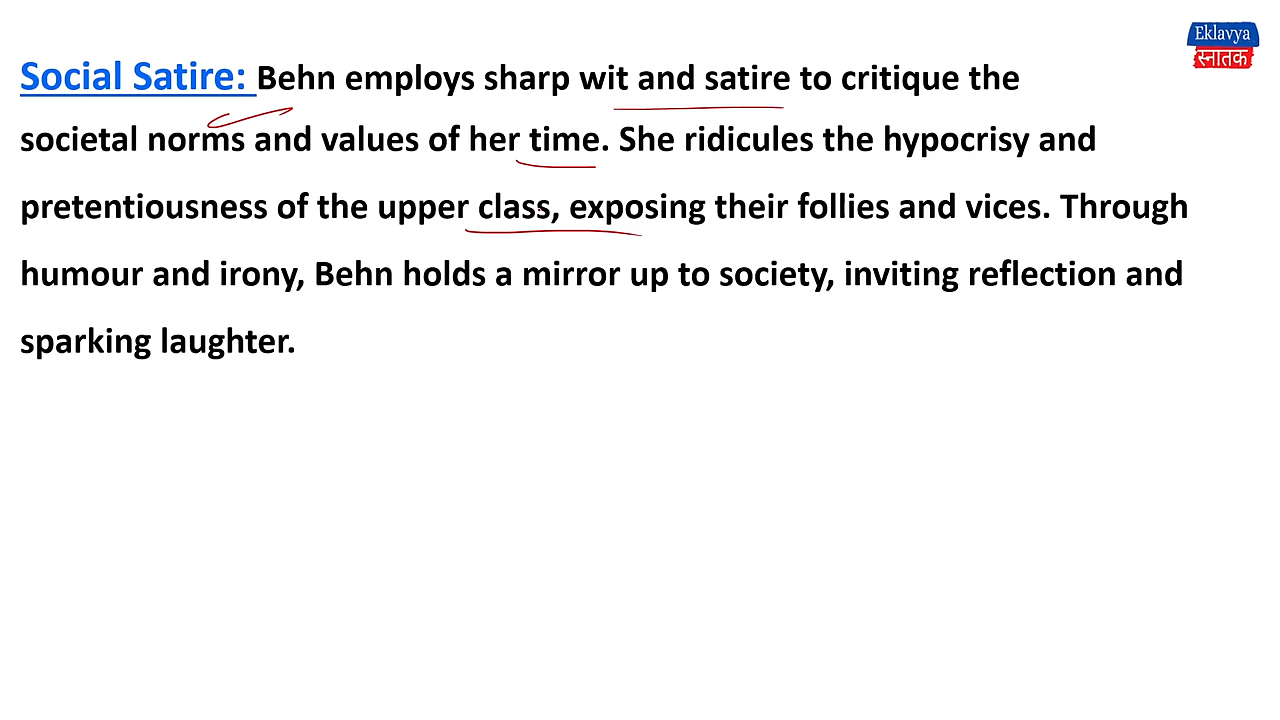 Eklavya
स्नातक
Social Satire: Behn employs sharp wit and satire to critique the
societal norms and values of her time. She ridicules the hypocrisy and
pretentiousness of the upper class, exposing their follies and vices. Through
humour and irony, Behn holds a mirror up to society, inviting reflection and
sparking laughter.